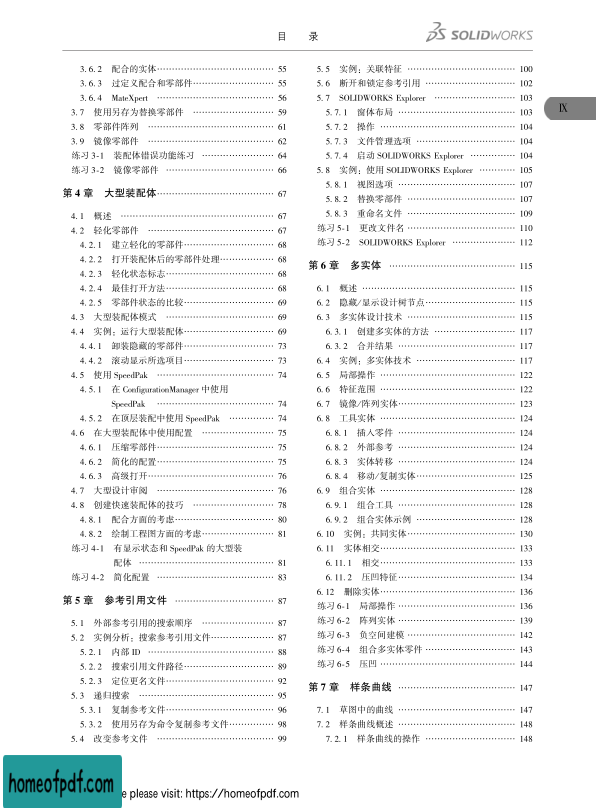 目 录
SOLIDWORKS
IX
3.6.2 配合的实体 …… 55
3.6.3 过定义配合和零部件 …… 55
3.6.4 MateXpert …… 56
3.7 使用另存为替换零部件 …… 59
3.8 零部件阵列 …… 61
3.9 镜像零部件 …… 62
练习 3-1 装配体错误功能练习 …… 64
练习 3-2 镜像零部件 …… 66
第 4 章 大型装配体 …… 67
4.1 概述 …… 67
4.2 轻化零部件 …… 67
4.2.1 建立轻化的零部件 …… 68
4.2.2 打开装配体后的零部件处理 …… 68
4.2.3 轻化状态标志 …… 68
4.2.4 最佳打开方法 …… 68
4.2.5 零部件状态的比较 …… 69
4.3 大型装配体模式 …… 69
4.4 实例：运行大型装配体 …… 69
4.4.1 卸装隐藏的零部件 …… 73
4.4.2 滚动显示所选项目 …… 73
4.5 使用 SpeedPak …… 74
4.5.1 在 ConfigurationManager 中使用
SpeedPak …… 74
4.5.2 在顶层装配中使用 SpeedPak …… 74
4.6 在大型装配体中使用配置 …… 75
4.6.1 压缩零部件 …… 75
4.6.2 简化的配置 …… 75
4.6.3 高级打开 …… 76
4.7 大型设计审阅 …… 76
4.8 创建快速装配体的技巧 …… 78
4.8.1 配合方面的考虑 …… 80
4.8.2 绘制工程图方面的考虑 …… 81
练习 4-1 有显示状态和 SpeedPak 的大型装
配体 …… 81
练习 4-2 简化配置 …… 83
第 5 章 参考引用文件 …… 87
5.1 外部参考引用的搜索顺序 …… 87
5.2 实例分析：搜索参考引用文件 …… 87
5.2.1 内部 ID …… 88
5.2.2 搜索引用文件路径 …… 89
5.2.3 定位更名文件 …… 92
5.3 递归搜索 …… 95
5.3.1 复制参考文件 …… 96
5.3.2 使用另存为命令复制参考文件 …… 98
5.4 改变参考文件 …… 99
5.5 实例：关联特征 …… 100
5.6 断开和锁定参考引用 …… 102
5.7 SOLIDWORKS Explorer …… 103
5.7.1 窗体布局 …… 103
5.7.2 操作 …… 104
5.7.3 文件管理选项 …… 104
5.7.4 启动 SOLIDWORKS Explorer …… 104
5.8 实例：使用 SOLIDWORKS Explorer …… 105
5.8.1 视图选项 …… 107
5.8.2 替换零部件 …… 107
5.8.3 重命名文件 …… 109
练习 5-1 更改文件名 …… 110
练习 5-2 SOLIDWORKS Explorer …… 112
第 6 章 多实体 …… 115
6.1 概述 …… 115
6.2 隐藏/显示设计树节点 …… 115
6.3 多实体设计技术 …… 115
6.3.1 创建多实体的方法 …… 117
6.3.2 合并结果 …… 117
6.4 实例：多实体技术 …… 117
6.5 局部操作 …… 122
6.6 特征范围 …… 122
6.7 镜像/阵列实体 …… 123
6.8 工具实体 …… 124
6.8.1 插入零件 …… 124
6.8.2 外部参考 …… 124
6.8.3 实体转移 …… 124
6.8.4 移动/复制实体 …… 125
6.9 组合实体 …… 128
6.9.1 组合工具 …… 128
6.9.2 组合实体示例 …… 128
6.10 实例：共同实体 …… 130
6.11 实体相交 …… 133
6.11.1 相交 …… 133
6.11.2 压凹特征 …… 134
6.12 删除实体 …… 136
练习 6-1 局部操作 …… 136
练习 6-2 阵列实体 …… 139
练习 6-3 负空间建模 …… 142
练习 6-4 组合多实体零件 …… 143
练习 6-5 压凹 …… 144
第 7 章 样条曲线 …… 147
7.1 草图中的曲线 …… 147
7.2 样条曲线概述 …… 148
7.2.1 样条曲线的操作 …… 148
homeofpdf.com
e please visit: https://homeofpdf.com